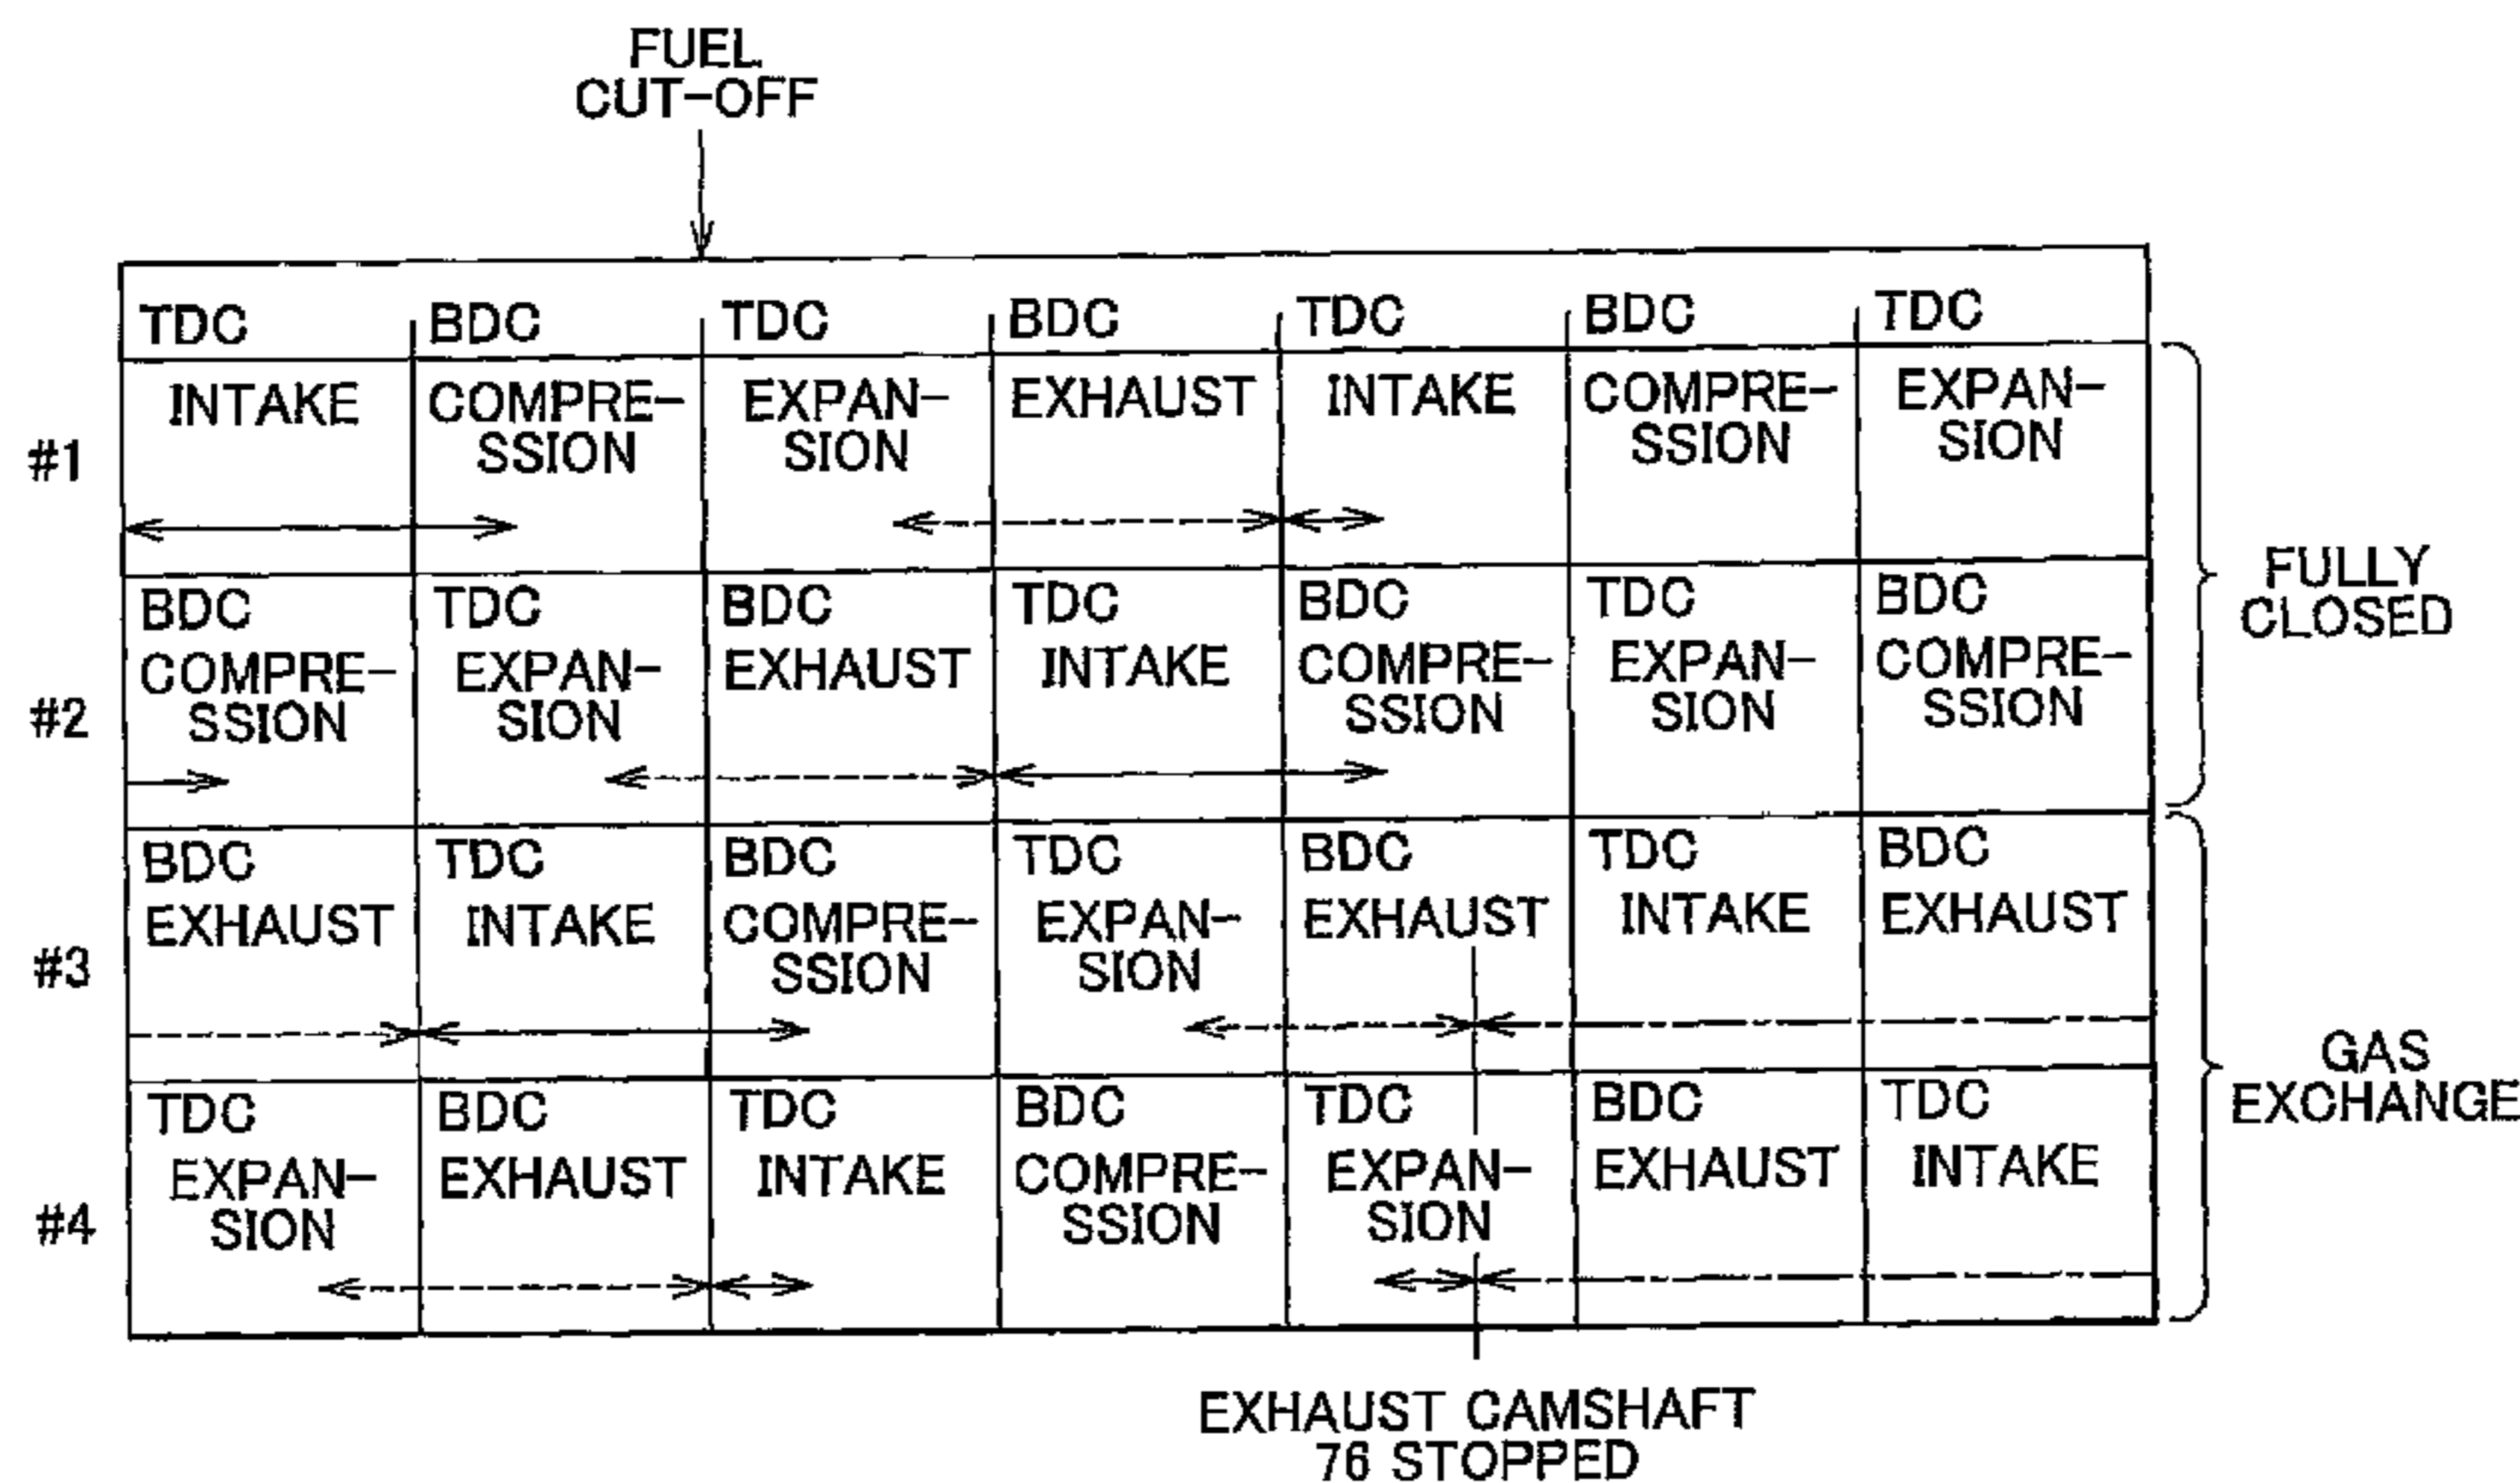 FUEL
CUT-OFF
TDC BDC TDC BDC TDC BDC TDC
#1
INTAKE COMPRE- EXPAN- EXHAUST INTAKE COMPRE- EXPAN-
SSION SION SSION SION
FULLY
CLOSED
BDC TDC BDC TDC BDC TDC BDC
#2
COMPRE- EXPAN- EXHAUST INTAKE COMPRE- EXPAN- COMPRE-
SSION SION SSION SION SSION
BDC TDC BDC TDC BDC TDC BDC
#3
EXHAUST INTAKE COMPRE- EXPAN- EXHAUST INTAKE EXHAUST
SSION SION
GAS
EXCHANGE
TDC BDC TDC BDC TDC BDC TDC
#4
EXPAN- EXHAUST INTAKE COMPRE- EXPAN- EXHAUST INTAKE
SION SSION SION
EXHAUST CAMSHAFT
76 STOPPED